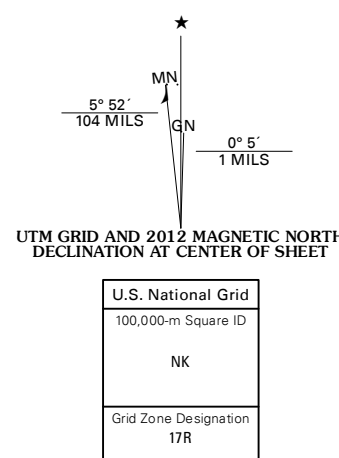 ★
MN
5° 52´
104 MILS
GN
0° 5´
1 MILS
UTM GRID AND 2012 MAGNETIC NORTH
DECLINATION AT CENTER OF SHEET
U.S. National Grid
100,000-m Square ID
NK
Grid Zone Designation
17R